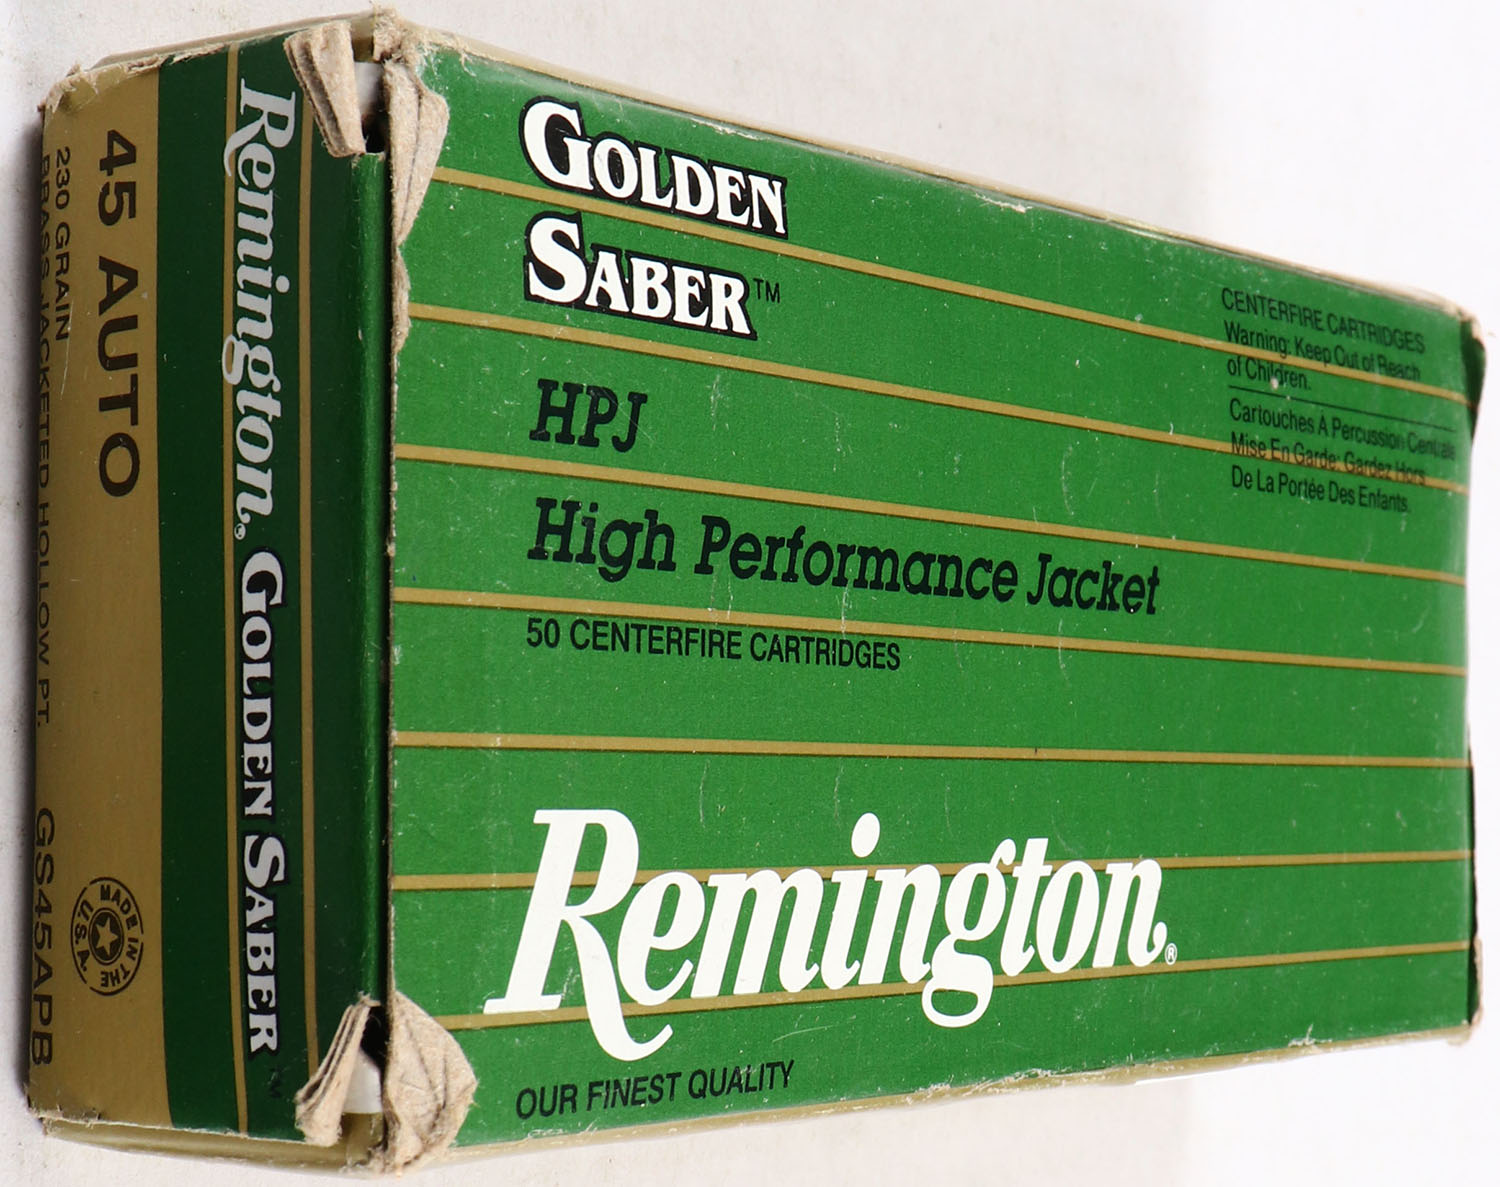 GOLDEN
SABER™
HPJ
High Performance Jacket
50 CENTERFIRE CARTRIDGES
Remington®
OUR FINEST QUALITY
CENTERFIRE CARTRIDGES
Warning: Keep Out of Reach
of Children.
Cartouches À Percussion Centrale
Mise En Garde: Gardez Hors
De La Portée Des Enfants.
Remington® GOLDEN SABER™
45 AUTO
230 GRAIN
BRASS JACKETED HOLLOW PT.
GS45APB
MADE IN THE U.S.A.